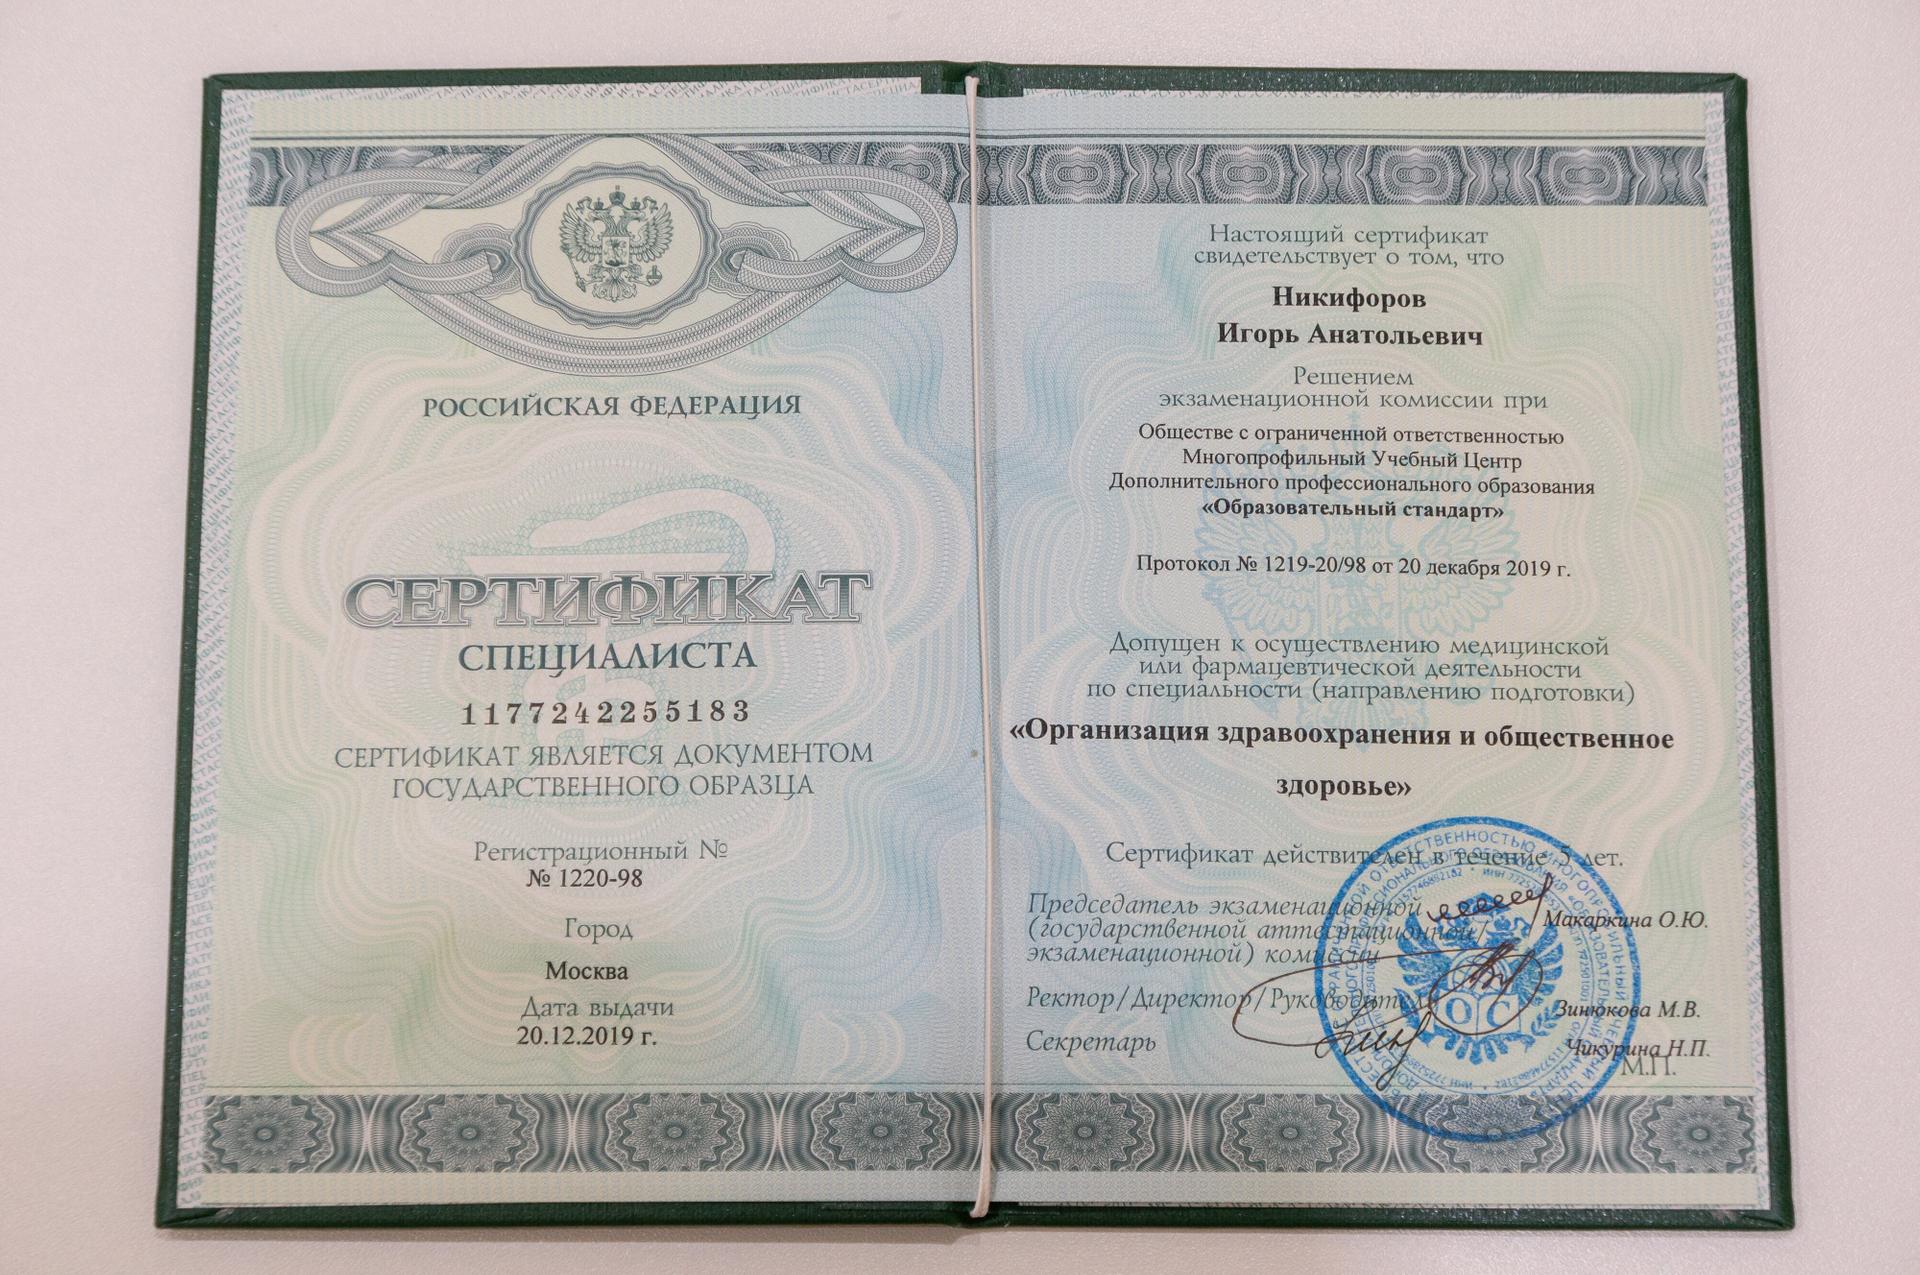 РОССИЙСКАЯ ФЕДЕРАЦИЯ
СЕРТИФИКАТ
СПЕЦИАЛИСТА
1177242255183
СЕРТИФИКАТ ЯВЛЯЕТСЯ ДОКУМЕНТОМ
ГОСУДАРСТВЕННОГО ОБРАЗЦА
Регистрационный №
№ 1220-98
Город
Москва
Дата выдачи
20.12.2019 г.
Настоящий сертификат
свидетельствует о том, что
Никифоров
Игорь Анатольевич
Решением
экзаменационной комиссии при
Обществе с ограниченной ответственностью
Многопрофильный Учебный Центр
Дополнительного профессионального образования
«Образовательный стандарт»
Протокол № 1219-20/98 от 20 декабря 2019 г.
Допущен к осуществлению медицинской
или фармацевтической деятельности
по специальности (направлению подготовки)
«Организация здравоохранения и общественное
здоровье»
Сертификат действителен в течение 5 лет.
Председатель экзаменационной
(государственной аттестационной/
экзаменационной) комиссии
Макаркина О.Ю.
Ректор/Директор/Руководитель
Зинюкова М.В.
Секретарь
Чикурина Н.П.
М.П.
ОС